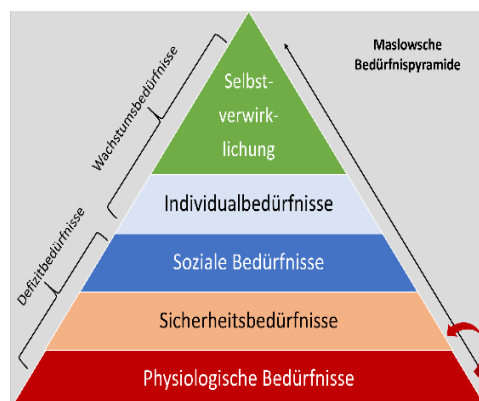 Maslowsche
Bedürfnispyramide
Wachstumsbedürfnisse
Defizitbedürfnisse
Selbst-
verwirk-
lichung
Individualbedürfnisse
Soziale Bedürfnisse
Sicherheitsbedürfnisse
Physiologische Bedürfnisse